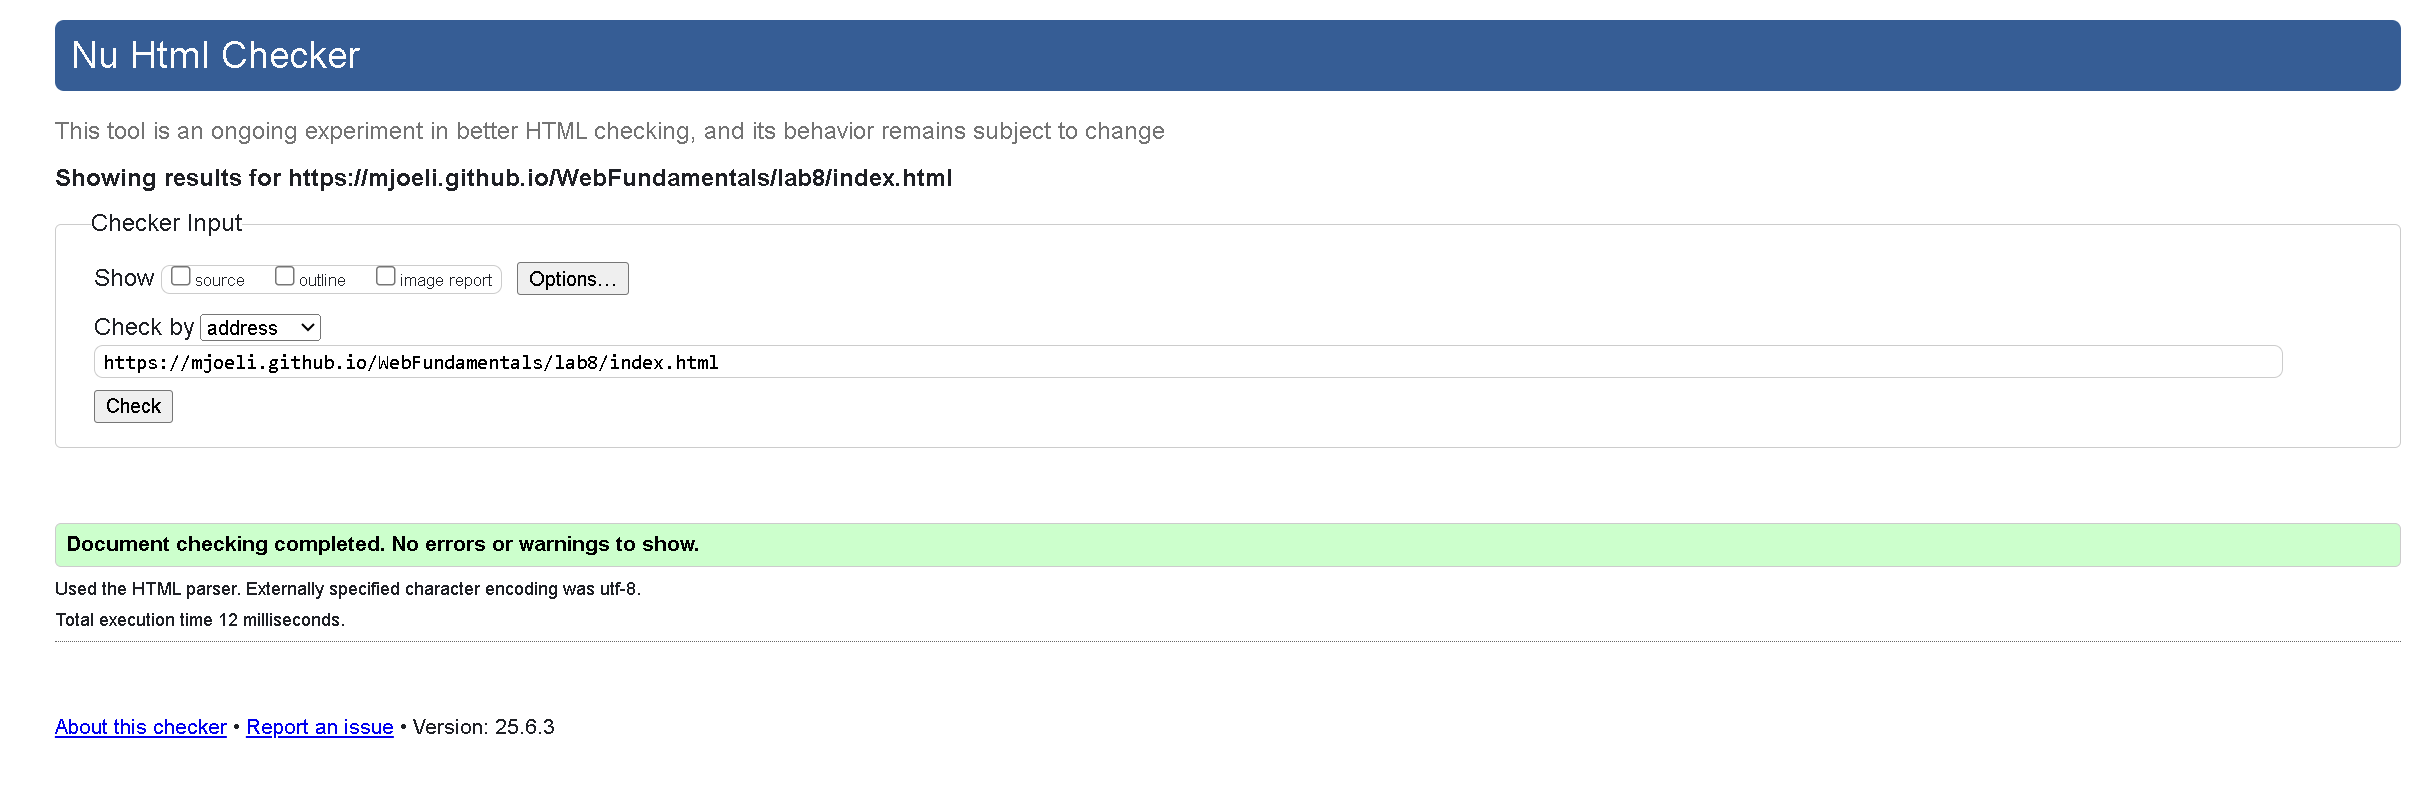 Nu Html Checker
This tool is an ongoing experiment in better HTML checking, and its behavior remains subject to change
Showing results for https://mjoeli.github.io/WebFundamentals/lab8/index.html
Checker Input
Show source outline image report Options...
Check by address
https://mjoeli.github.io/WebFundamentals/lab8/index.html
Check
Document checking completed. No errors or warnings to show.
Used the HTML parser. Externally specified character encoding was utf-8.
Total execution time 12 milliseconds.
About this checker • Report an issue • Version: 25.6.3